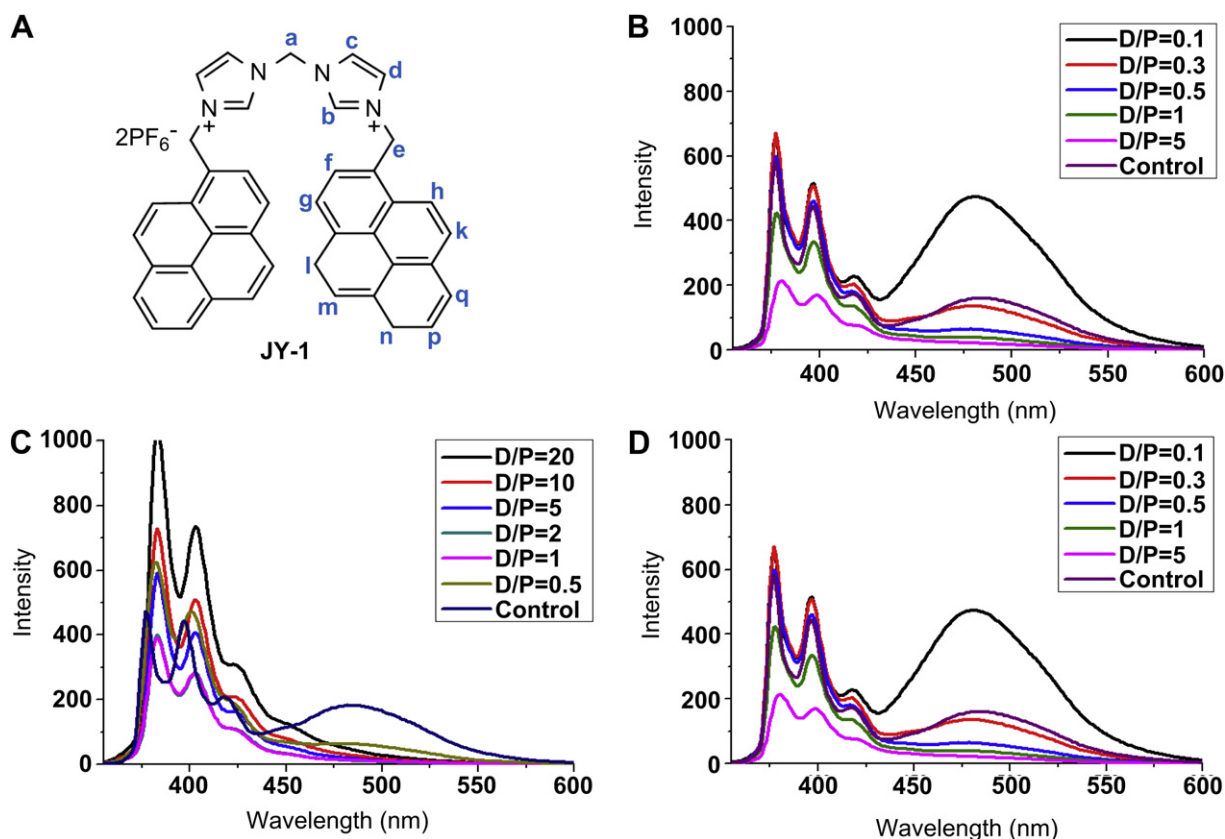 A
a
c
N
N
N
d
N
b
N
+
+
2PF6-
e
f
g
h
k
l
m
q
n
p
JY-1
B
1000
800
600
400
200
0
Intensity
400
450
500
550
600
Wavelength (nm)
D/P=0.1
D/P=0.3
D/P=0.5
D/P=1
D/P=5
Control
C
1000
800
600
400
200
0
Intensity
400
450
500
550
600
Wavelength (nm)
D/P=20
D/P=10
D/P=5
D/P=2
D/P=1
D/P=0.5
Control
D
1000
800
600
400
200
0
Intensity
400
450
500
550
600
Wavelength (nm)
D/P=0.1
D/P=0.3
D/P=0.5
D/P=1
D/P=5
Control